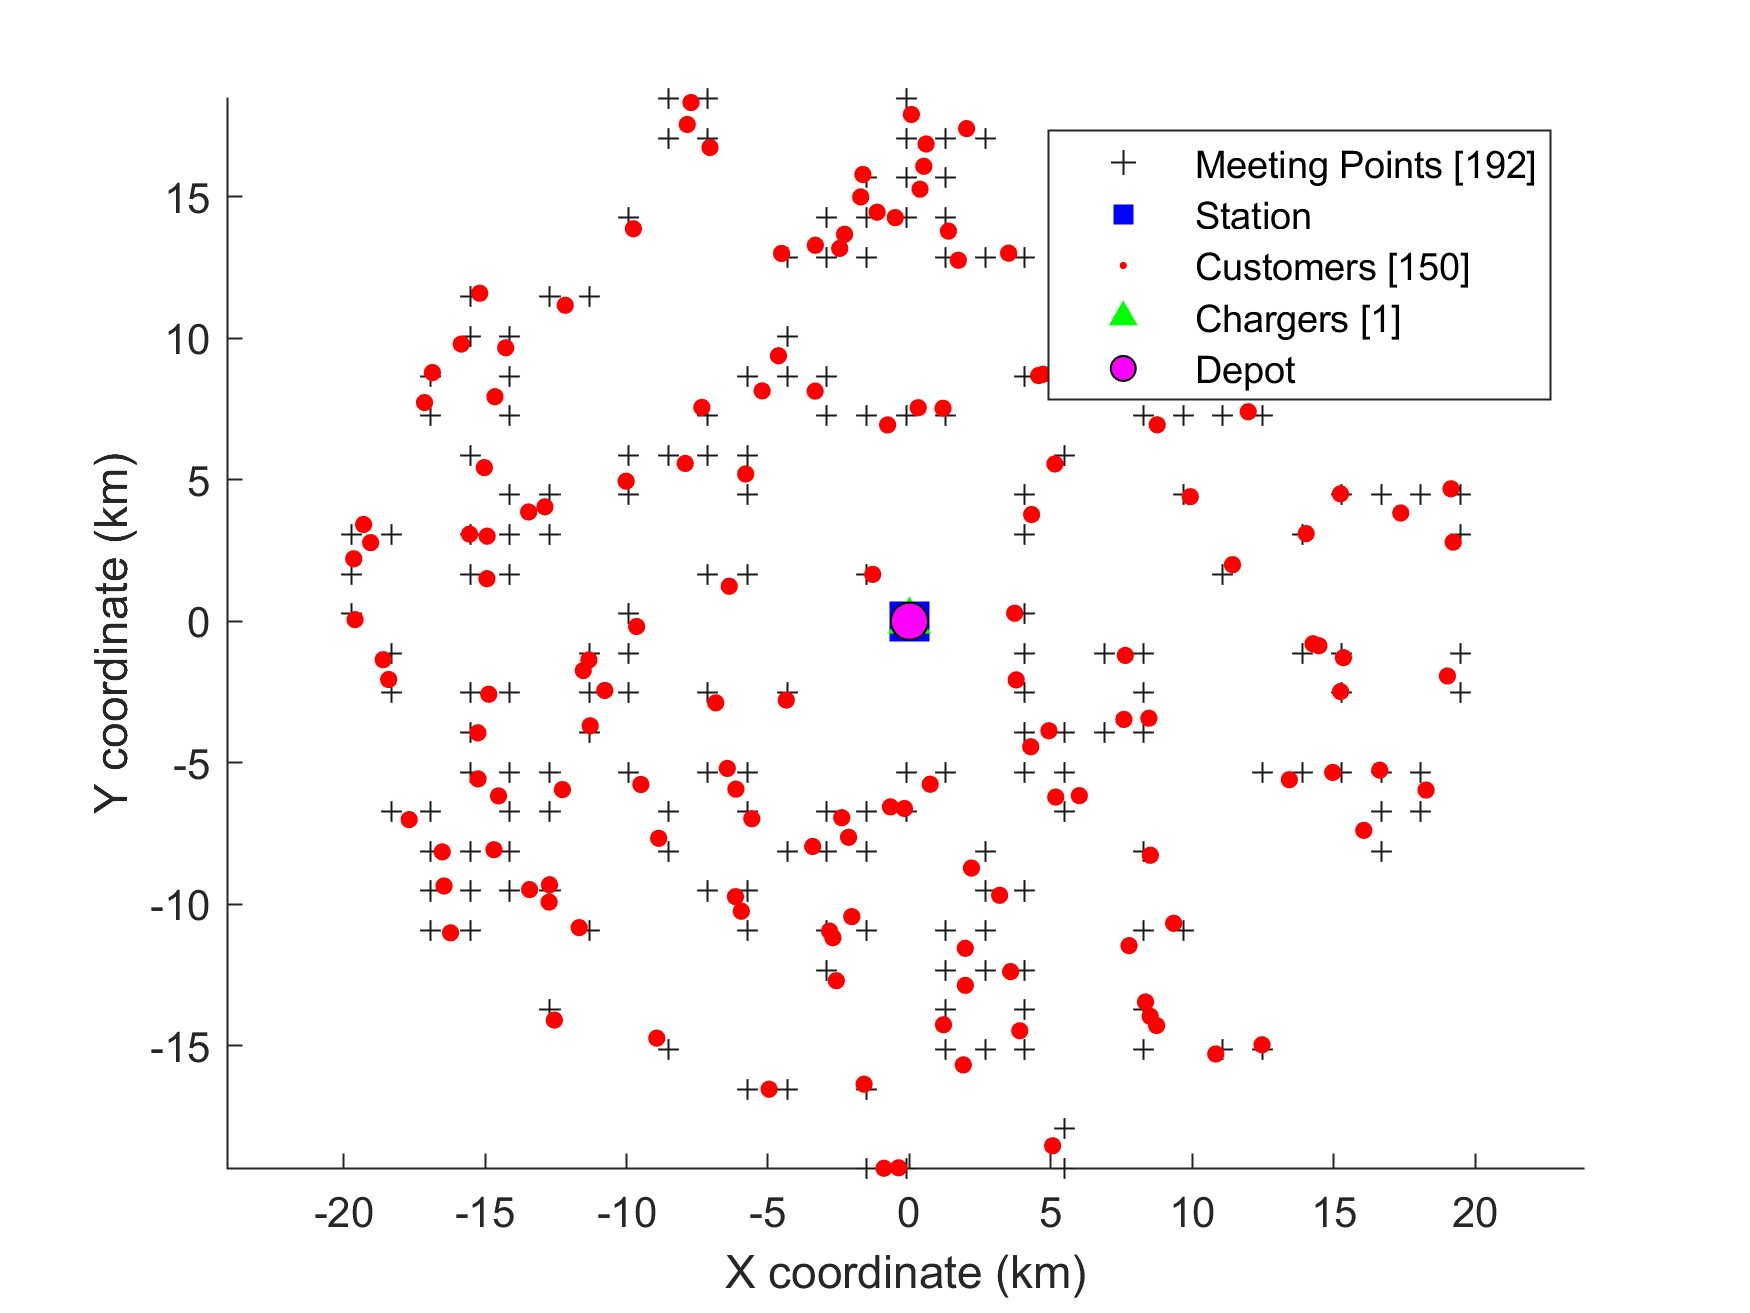 Meeting Points [192]
Station
Customers [150]
Chargers [1]
Depot
15
10
5
0
-5
-10
-15
Y coordinate (km)
-20 -15 -10 -5 0 5 10 15 20
X coordinate (km)